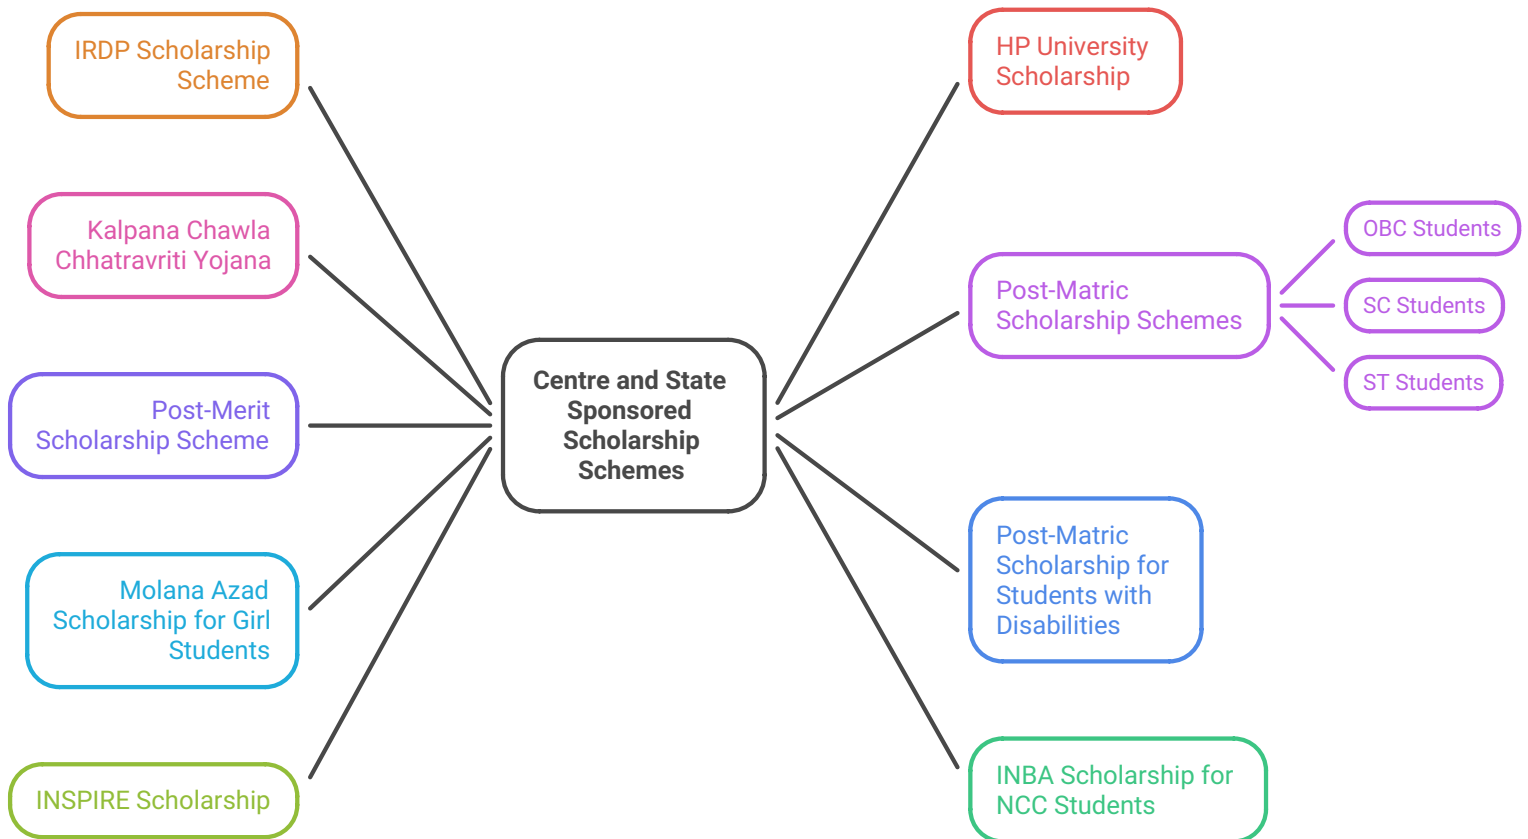 IRDP Scholarship
Scheme
Kalpana Chawla
Chhatravriti Yojana
Post-Merit
Scholarship Scheme
Molana Azad
Scholarship for Girl
Students
INSPIRE Scholarship
Centre and State
Sponsored
Scholarship
Schemes
HP University
Scholarship
Post-Matric
Scholarship Schemes
OBC Students
SC Students
ST Students
Post-Matric
Scholarship for
Students with
Disabilities
INBA Scholarship for
NCC Students